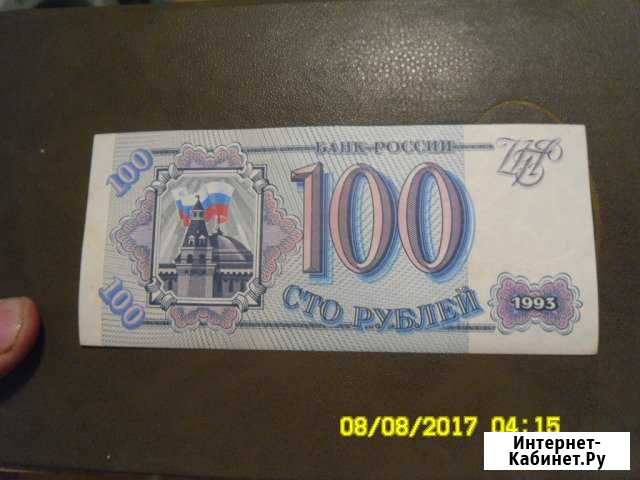 БАНК РОССИИ
100
100
СТО РУБЛЕЙ
100
1993
08/08/2017 04:15
Интернет-
Кабинет.Ру